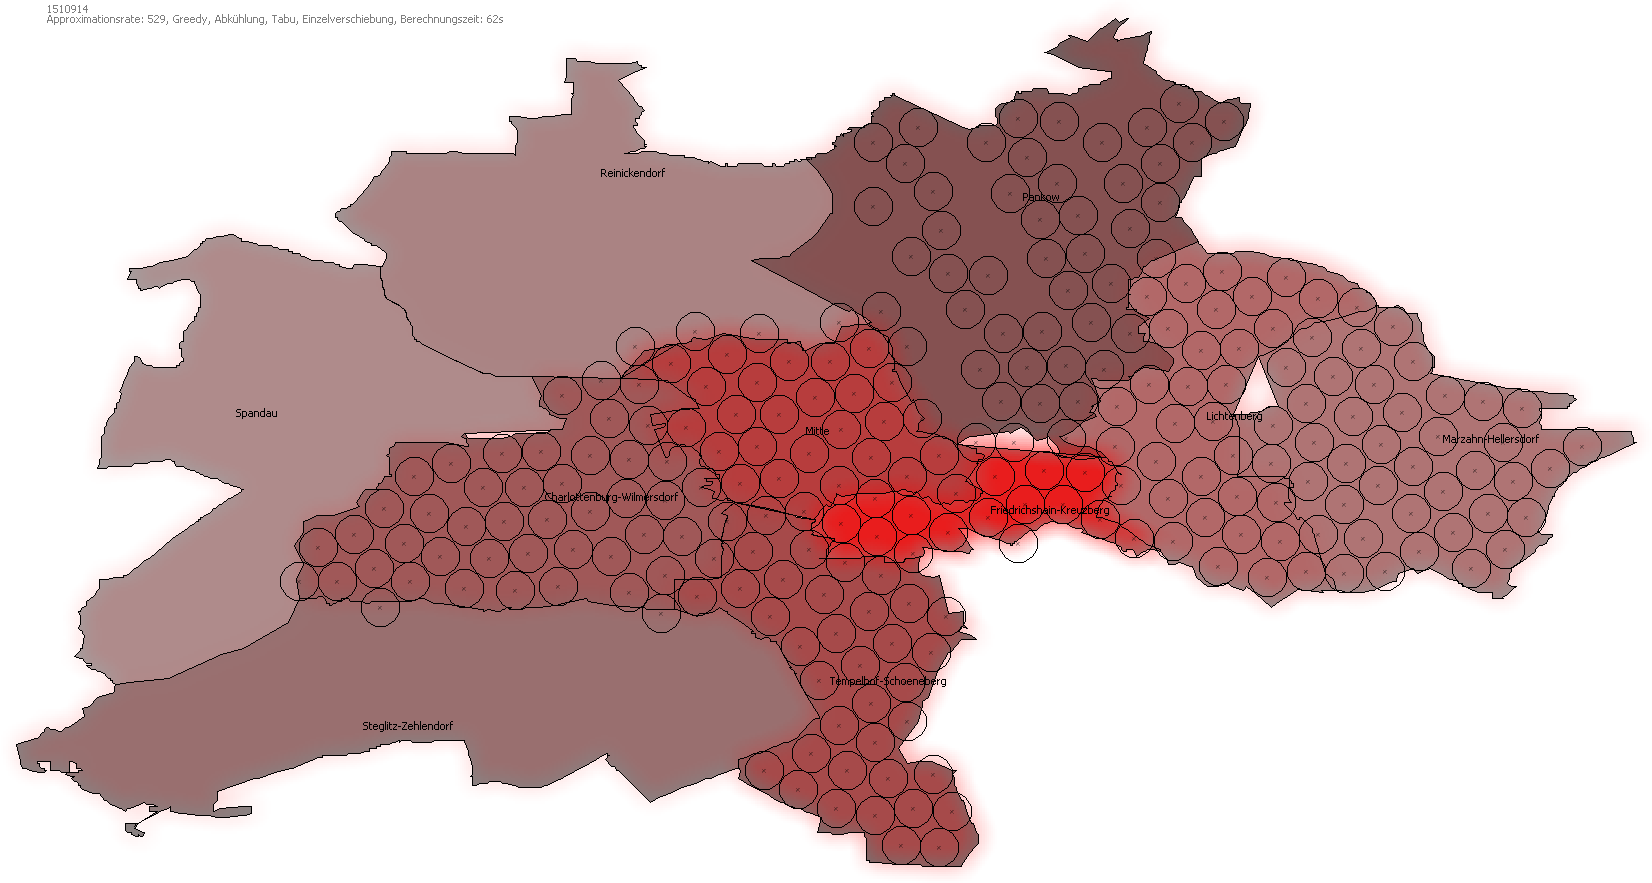 1510914
Approximationsrate: 529, Greedy, Abkühlung, Tabu, Einzelverschiebung, Berechnungszeit: 62s
Reinickendorf
Pankow
Spandau
Mitte
Lichtenberg
Marzahn-Hellersdorf
Charlottenburg-Wilmersdorf
Friedrichshain-Kreuzberg
Tempelhof-Schoeneberg
Steglitz-Zehlendorf